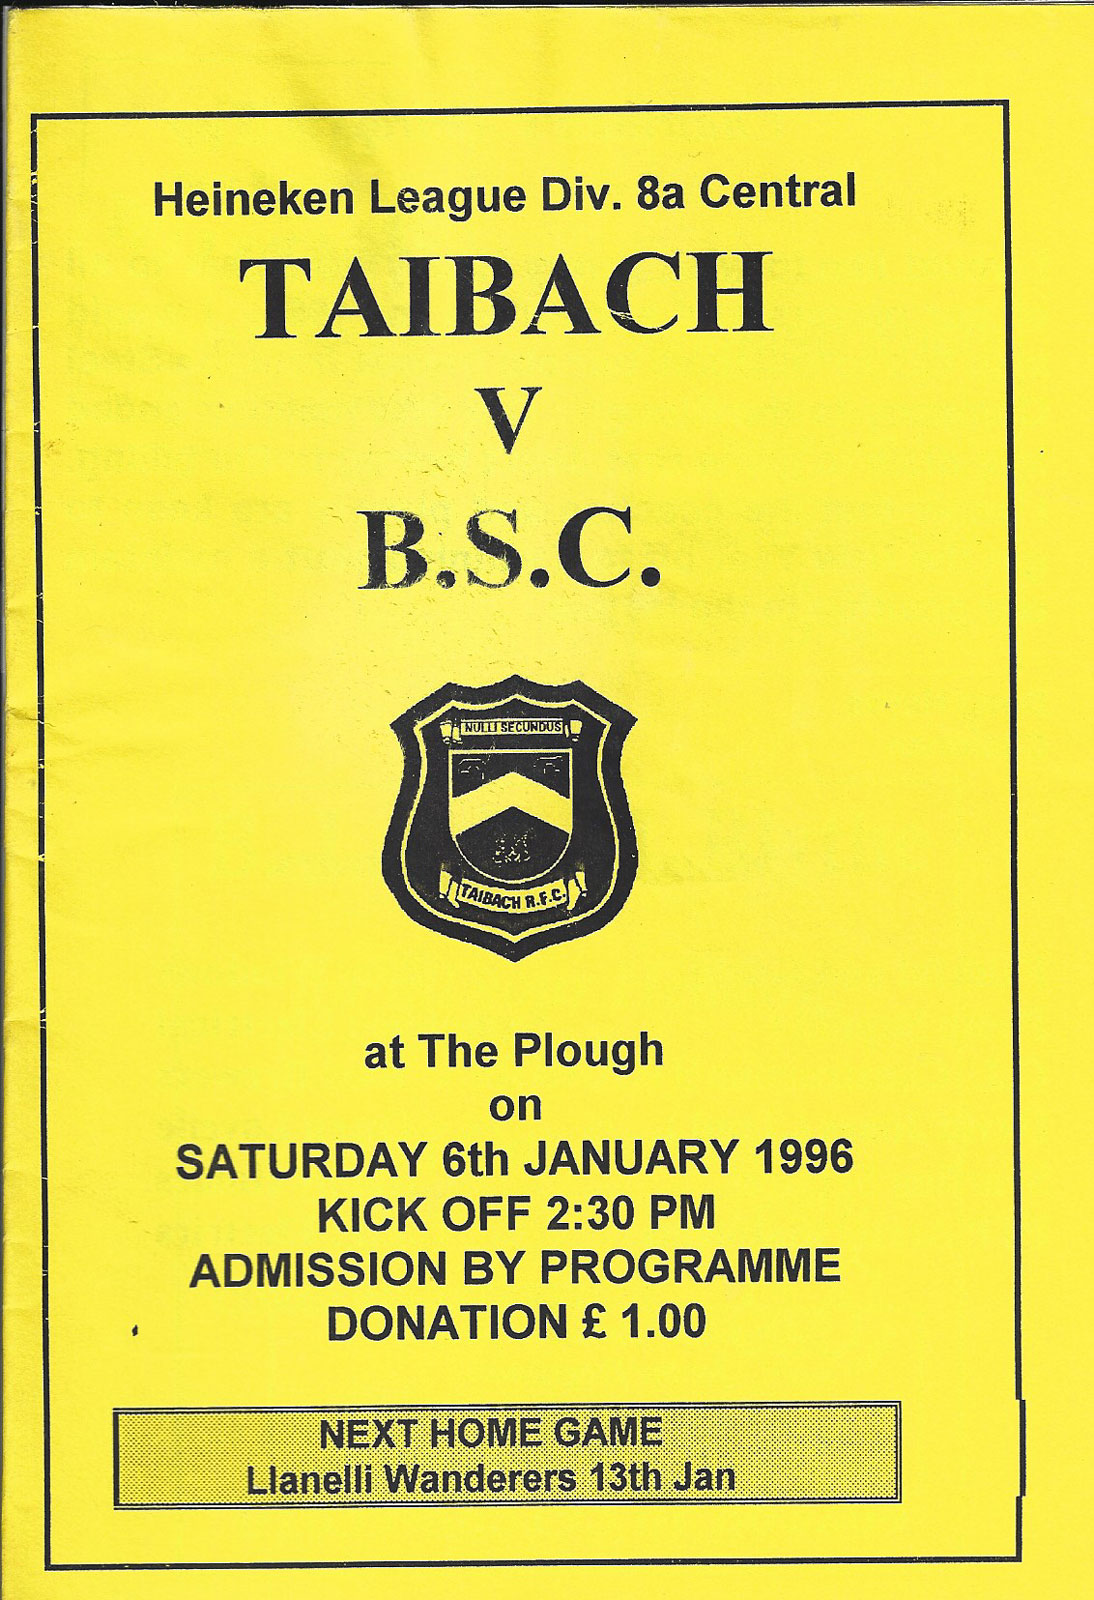 Heineken League Div. 8a Central
TAIBACH
V
B.S.C.
NULLI SECUNDUS
TAIBACH R.F.C.
at The Plough
on
SATURDAY 6th JANUARY 1996
KICK OFF 2:30 PM
ADMISSION BY PROGRAMME
DONATION £ 1.00
NEXT HOME GAME
Llanelli Wanderers 13th Jan